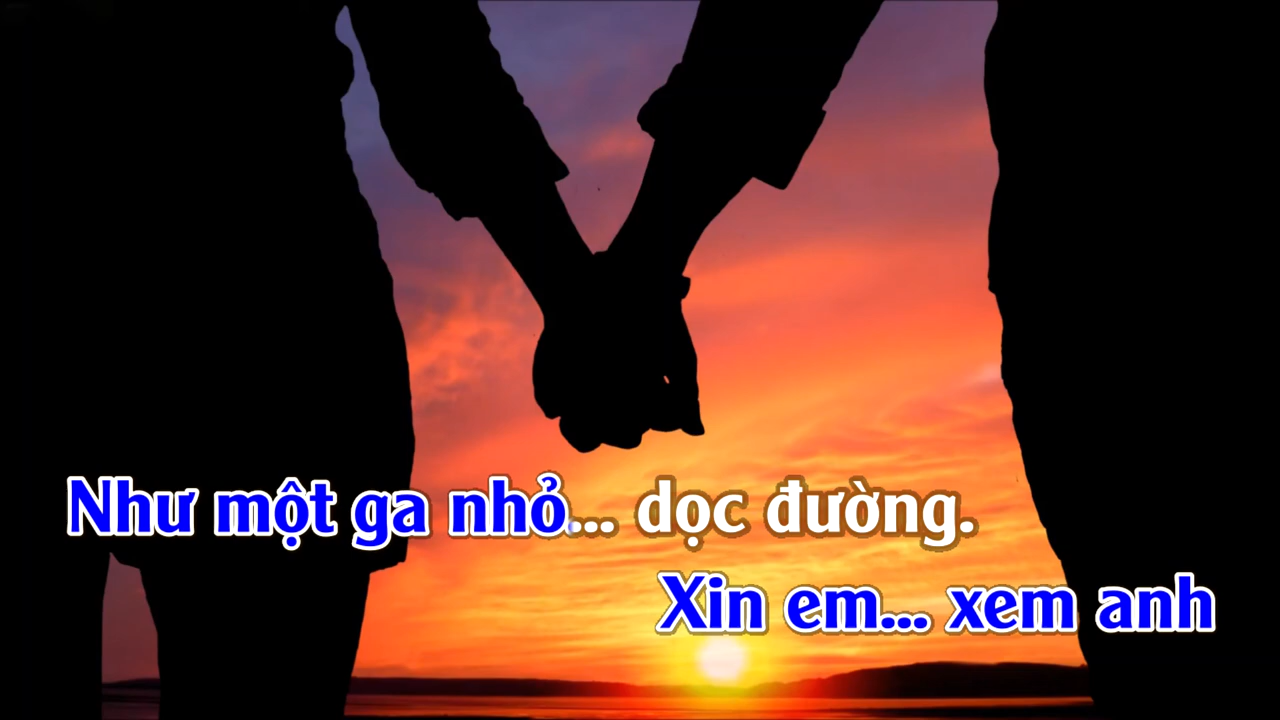 Như một ga nhỏ... dọc đường.
Xin em... xem anh